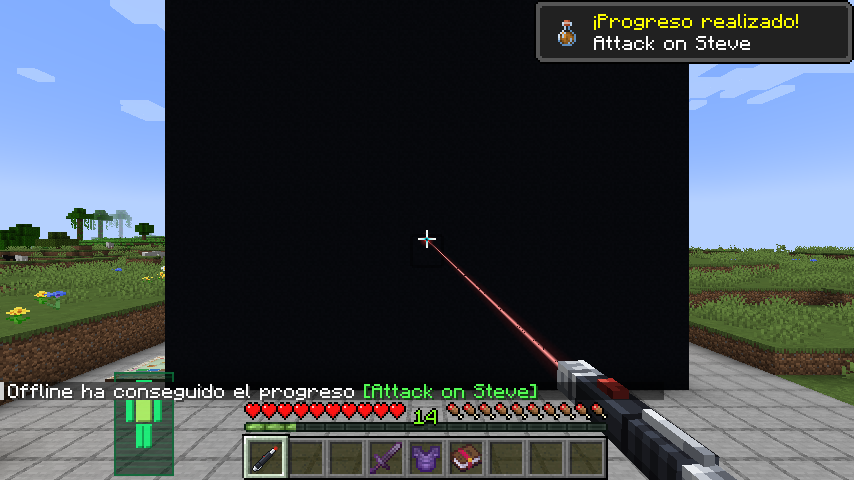 ¡Progreso realizado!
Attack on Steve
Offline ha conseguido el progreso [Attack on Steve]
14